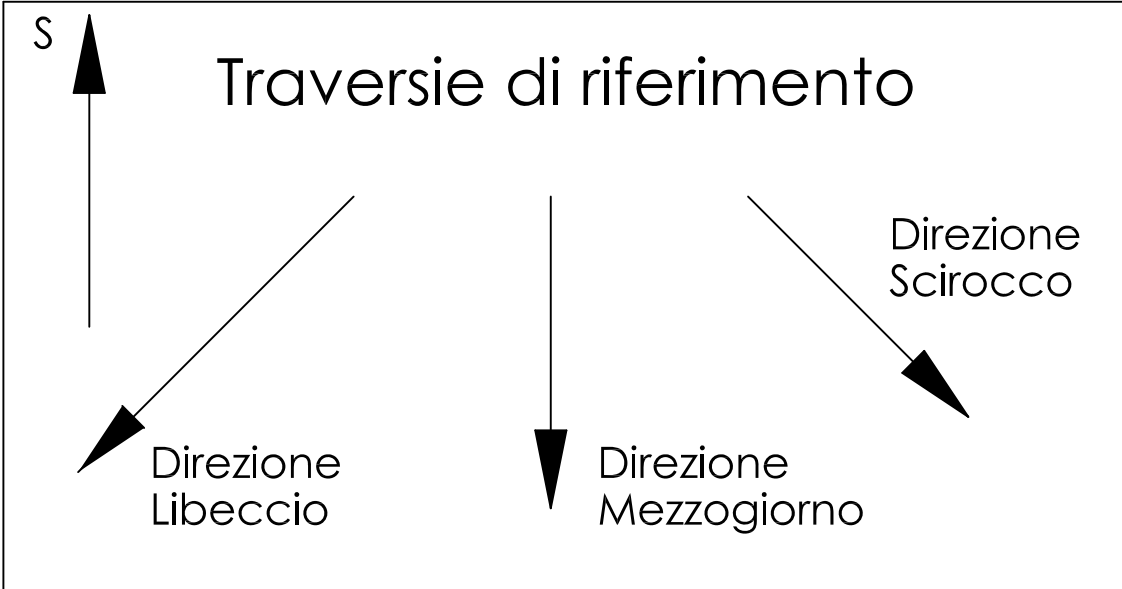 S
Traversie di riferimento
Direzione
Scirocco
Direzione
Libeccio
Direzione
Mezzogiorno